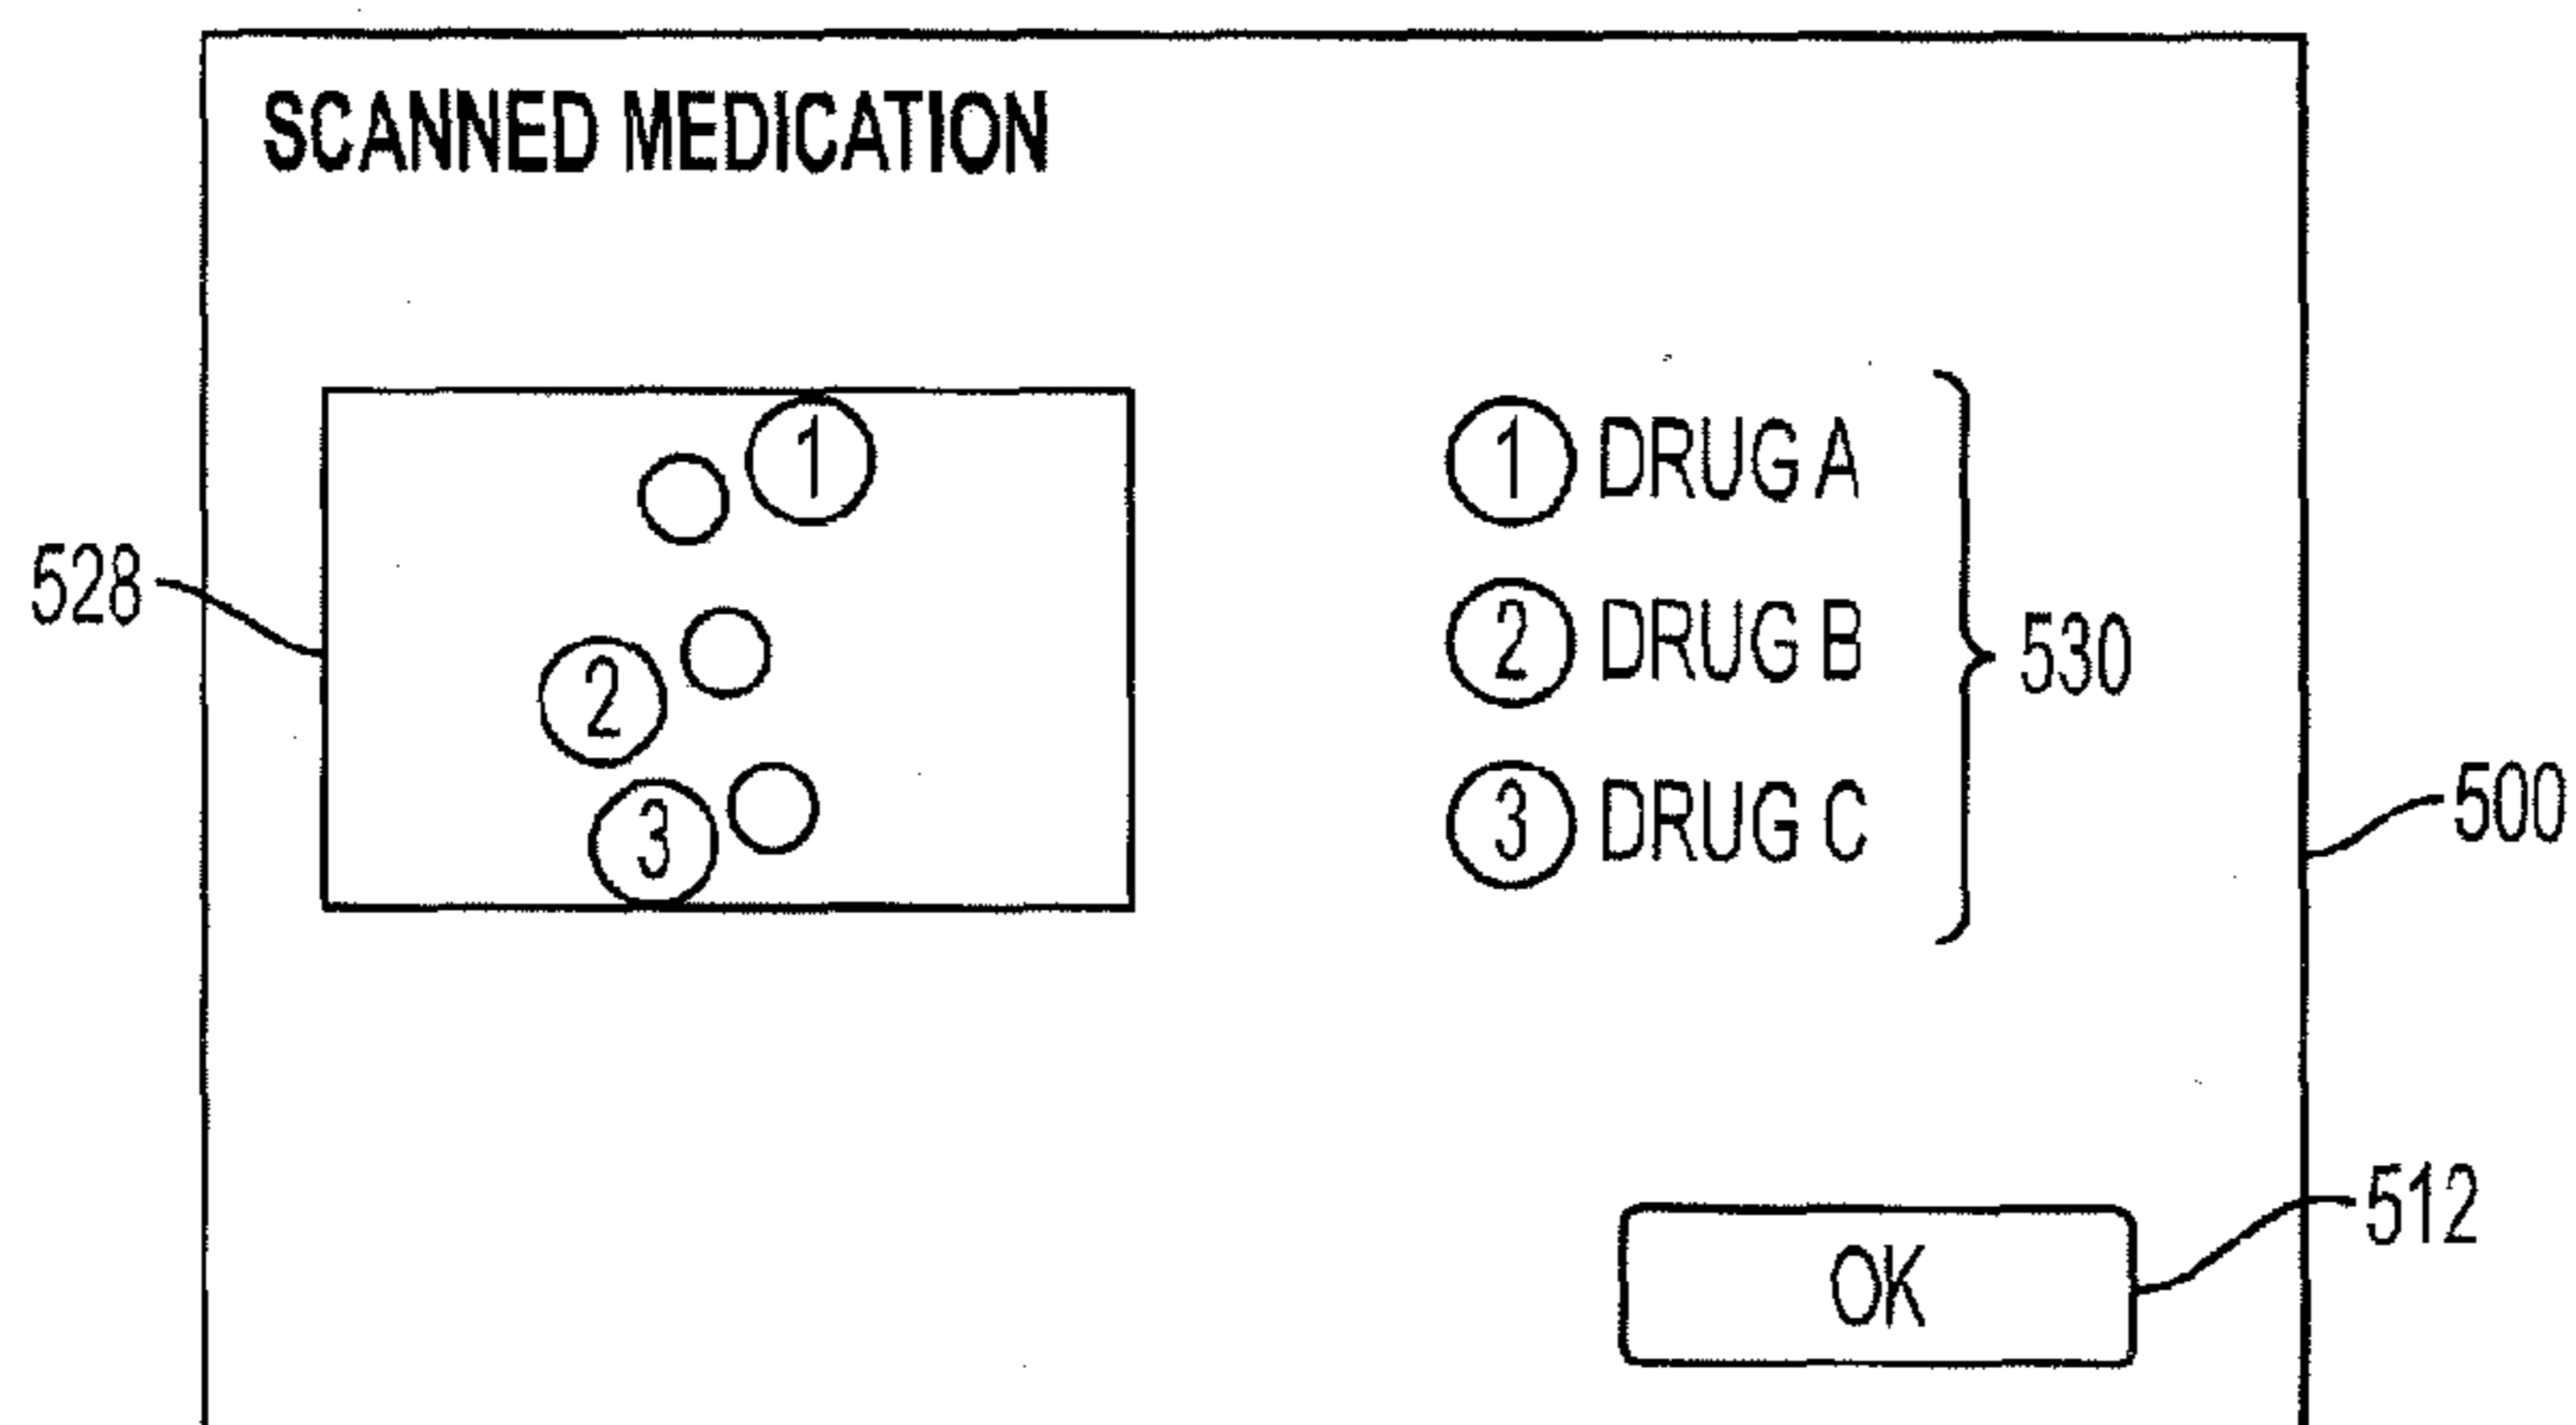 SCANNED MEDICATION
1
2
3
1 DRUG A
2 DRUG B
3 DRUG C
528
530
500
512
OK